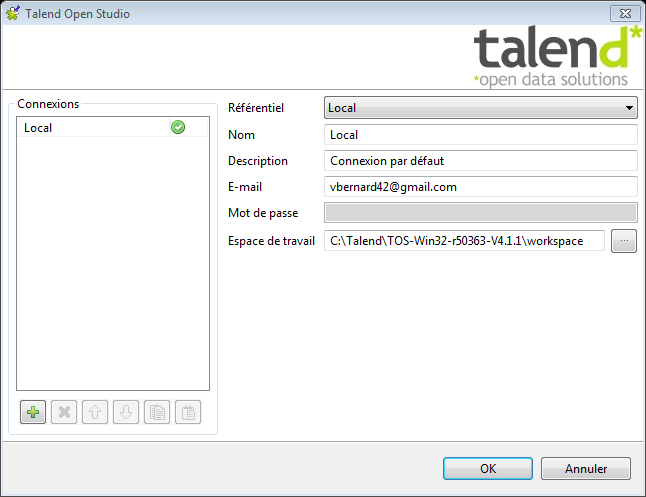 Talend Open Studio
talend*
*open data solutions
Connexions
Local
Référentiel Local
Nom Local
Description Connexion par défaut
E-mail vbernard42@gmail.com
Mot de passe
Espace de travail C:\Talend\TOS-Win32-r50363-V4.1.1\workspace ...
OK Annuler